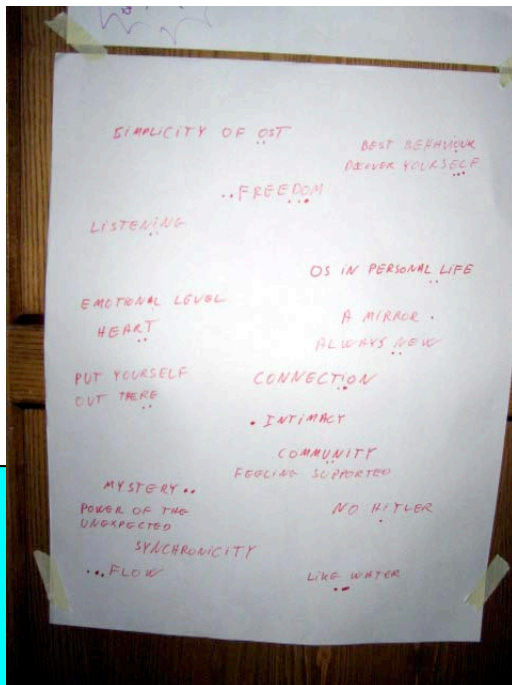 SIMPLICITY OF OST
BEST BEHAVIOUR
DISCOVER YOURSELF
FREEDOM
LISTENING
OS IN PERSONAL LIFE
EMOTIONAL LEVEL
HEART
A MIRROR
ALWAYS NEW
PUT YOURSELF
OUT THERE
CONNECTION
INTIMACY
COMMUNITY
FEELING SUPPORTED
MYSTERY
POWER OF THE
UNEXPECTED
NO HITLER
SYNCHRONICITY
FLOW
LIKE WATER